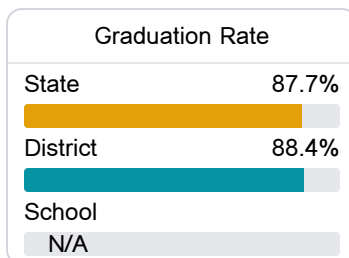 Graduation Rate
State 87.7%
District 88.4%
School
N/A